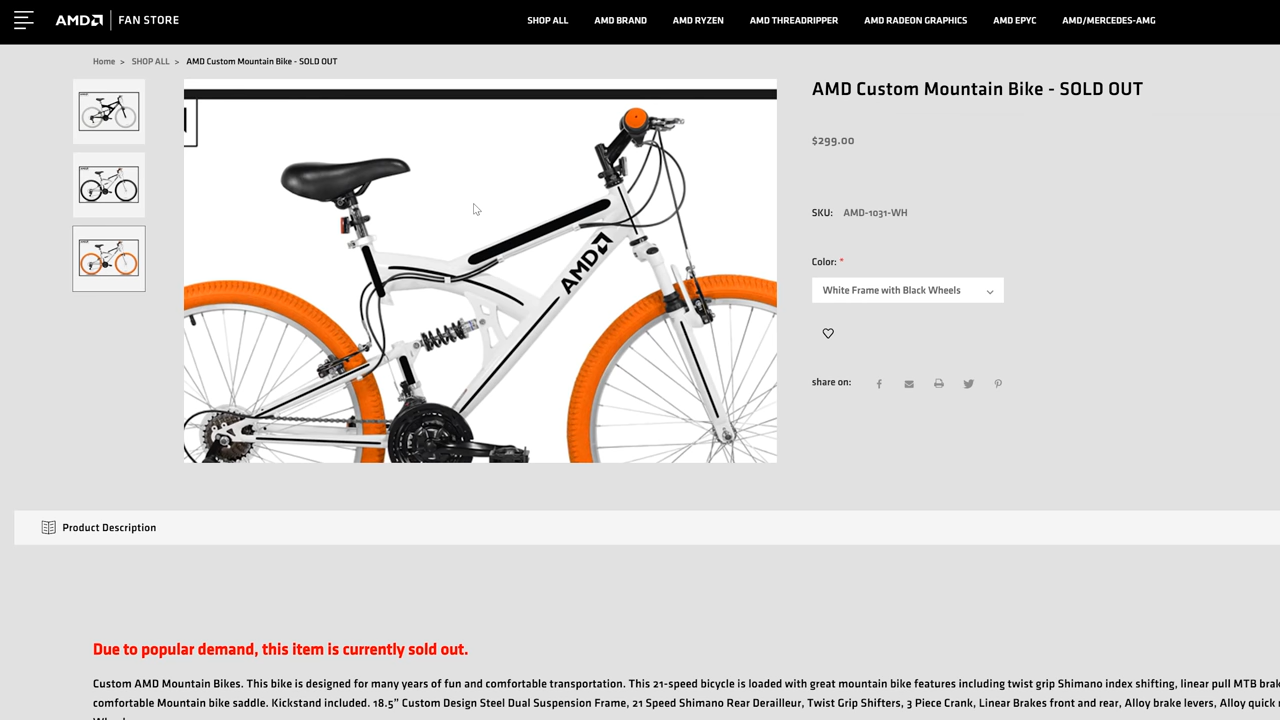 AMD FAN STORE
SHOP ALL AMD BRAND AMD RYZEN AMD THREADRIPPER AMD RADEON GRAPHICS AMD EPYC AMD/MERCEDES-AMG
Home > SHOP ALL > AMD Custom Mountain Bike - SOLD OUT
AMD Custom Mountain Bike - SOLD OUT
$299.00
SKU: AMD-1031-WH
Color: *
White Frame with Black Wheels
share on:
AMD
Product Description
Due to popular demand, this item is currently sold out.
Custom AMD Mountain Bikes. This bike is designed for many years of fun and comfortable transportation. This 21-speed bicycle is loaded with great mountain bike features including twist grip Shimano index shifting, linear pull MTB
comfortable Mountain bike saddle. Kickstand included. 18.5" Custom Design Steel Dual Suspension Frame, 21 Speed Shimano Rear Derailleur, Twist Grip Shifters, 3 Piece Crank, Linear Brakes front and rear, Alloy brake levers, Alloy quick